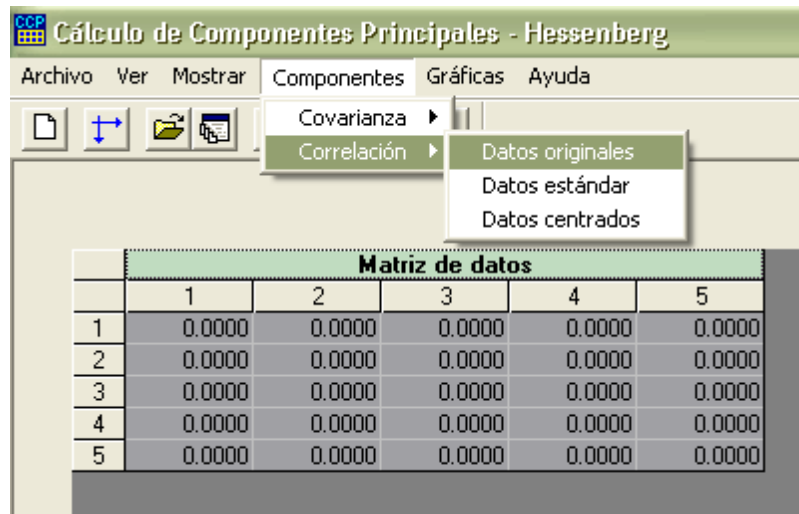 CCP Cálculo de Componentes Principales - Hessenberg
Archivo Ver Mostrar Componentes Gráficas Ayuda
Covarianza
Correlación Datos originales
Datos estándar
Datos centrados
Matriz de datos
1 2 3 4 5
1 0.0000 0.0000 0.0000 0.0000 0.0000
2 0.0000 0.0000 0.0000 0.0000 0.0000
3 0.0000 0.0000 0.0000 0.0000 0.0000
4 0.0000 0.0000 0.0000 0.0000 0.0000
5 0.0000 0.0000 0.0000 0.0000 0.0000